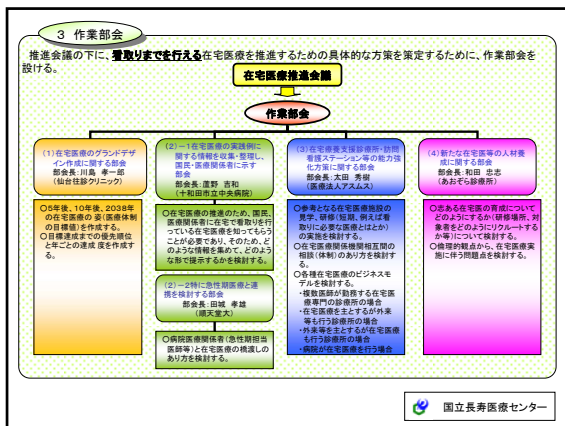 3 作業部会
推進会議の下に、看取りまでを行える在宅医療を推進するための具体的な方策を策定するために、作業部会を
設ける。
在宅医療推進会議
作業部会
(1)在宅医療のグランドデ
ザイン作成に関する部会
部会長:川島 孝一郎
(仙台往診クリニック)
○5年後、10年後、2038年
の在宅医療の姿(医療体制
の目標値)を作成する。
○目標達成までの優先順位
と年ごとの達成度を作成す
る。
(2)-1在宅医療の実践例に
関する情報を収集・整理し、
国民・医療関係者に示す
部会
部会長:蘆野 吉和
(十和田市立中央病院)
○在宅医療の推進のため、国民、
医療関係者に在宅で看取りを行
っている在宅医療を知ってもら
うことが必要であり、そのため、ど
のような情報を集めて、どのよう
な形で提示するかを検討する。
(2)-2特に急性期医療と連
携を検討する部会
部会長:田城 孝雄
(順天堂大)
○病院医療関係者(急性期担当
医師等)と在宅医療の橋渡しの
あり方を検討する。
(3)在宅療養支援診療所・訪問
看護ステーション等の能力強
化方策に関する部会
部会長:太田 秀樹
(医療法人アスムス)
○参考となる在宅医療施設の
見学、研修(短期、例えば看取
りに必要な医療とはとか)の
実施を検討する。
○在宅医療関係機関相互間の
相談(体制)のあり方を検討す
る。
○各種在宅医療のビジネスモ
デルを検討する。
・複数医師が勤務する在宅医
療専門の診療所の場合
・在宅医療を主とするが外来
等も行う診療所の場合
・外来等を主とするが在宅医療
も行う診療所の場合
・病院が在宅医療を行う場合
(4)新たな在宅医等の人材養
成に関する部会
部会長:和田 忠志
(あおぞら診療所)
○志ある在宅医の育成について
どのようにするか(研修場所、対
象者をどのようにリクルートする
か等)について検討する。
○倫理的観点から、在宅医療実
施に伴う問題点を検討する。
国立長寿医療センター